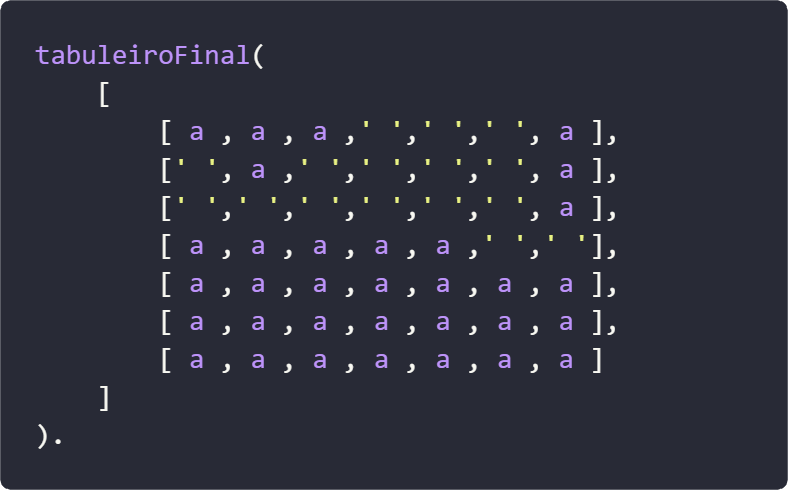 tabuleiroFinal(
    [
        [ a , a , a ,' ',' ',' ', a ],
        [' ', a ,' ',' ',' ',' ', a ],
        [' ',' ',' ',' ',' ',' ', a ],
        [ a , a , a , a , a ,' ',' '],
        [ a , a , a , a , a , a , a ],
        [ a , a , a , a , a , a , a ],
        [ a , a , a , a , a , a , a ]
    ]
).